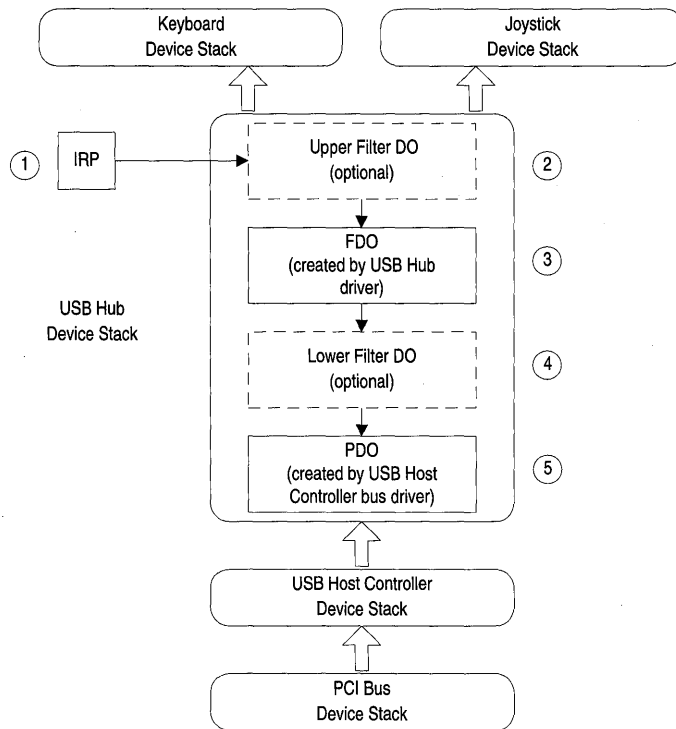 Keyboard
Device Stack
Joystick
Device Stack
1
IRP
Upper Filter DO
(optional)
2
FDO
(created by USB Hub
driver)
3
USB Hub
Device Stack
Lower Filter DO
(optional)
4
PDO
(created by USB Host
Controller bus driver)
5
USB Host Controller
Device Stack
PCI Bus
Device Stack